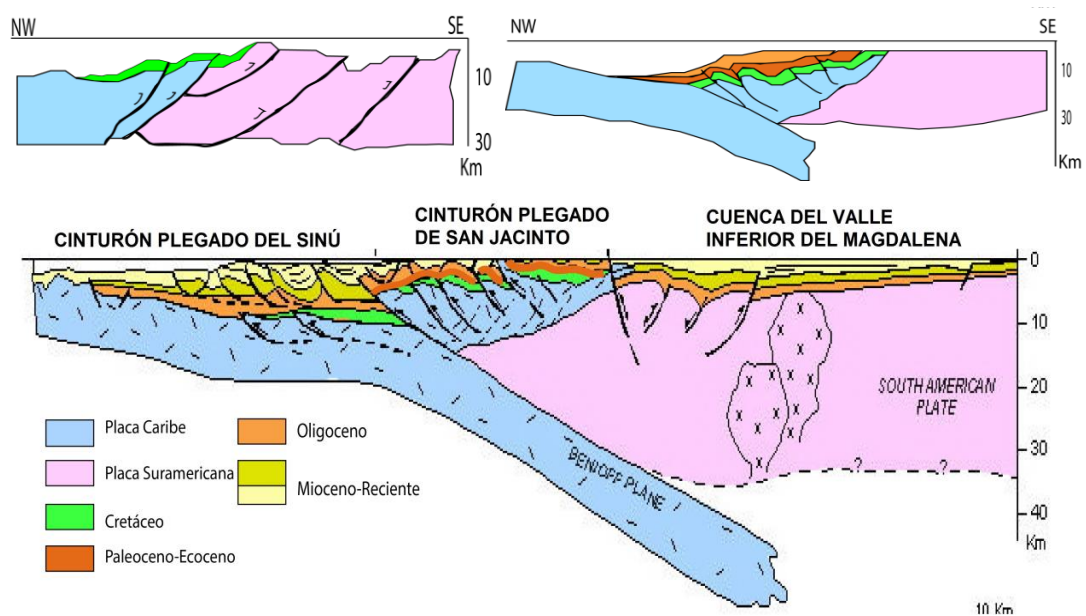 NW
SE
10
30
Km
NW
SE
10
30
Km
CINTURÓN PLEGADO DEL SINÚ
CINTURÓN PLEGADO
DE SAN JACINTO
CUENCA DEL VALLE
INFERIOR DEL MAGDALENA
0
10
20
30
40
Km
SOUTH AMERICAN
PLATE
BENIOFF PLANE
? ?
Placa Caribe
Placa Suramericana
Cretáceo
Paleoceno-Ecoceno
Oligoceno
Mioceno-Reciente
10 Km